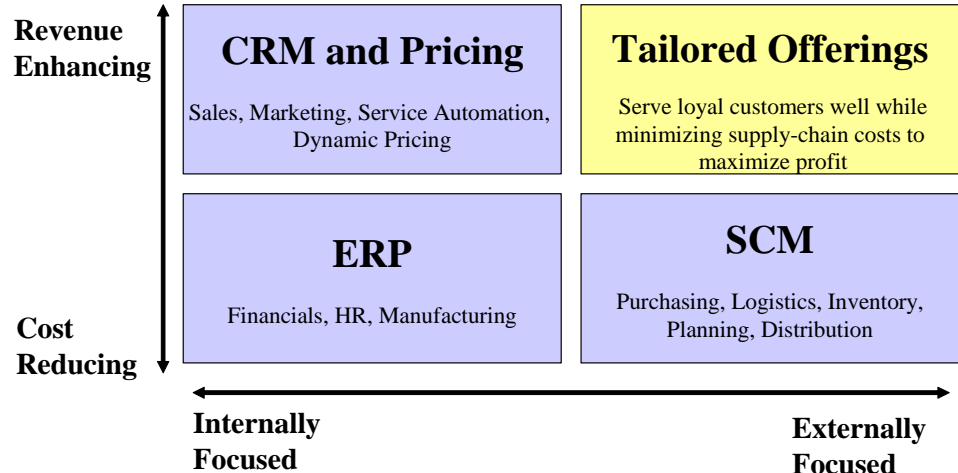 Revenue
Enhancing
CRM and Pricing
Sales, Marketing, Service Automation,
Dynamic Pricing
Tailored Offerings
Serve loyal customers well while
minimizing supply-chain costs to
maximize profit
ERP
Financials, HR, Manufacturing
SCM
Purchasing, Logistics, Inventory,
Planning, Distribution
Cost
Reducing
Internally
Focused
Externally
Focused